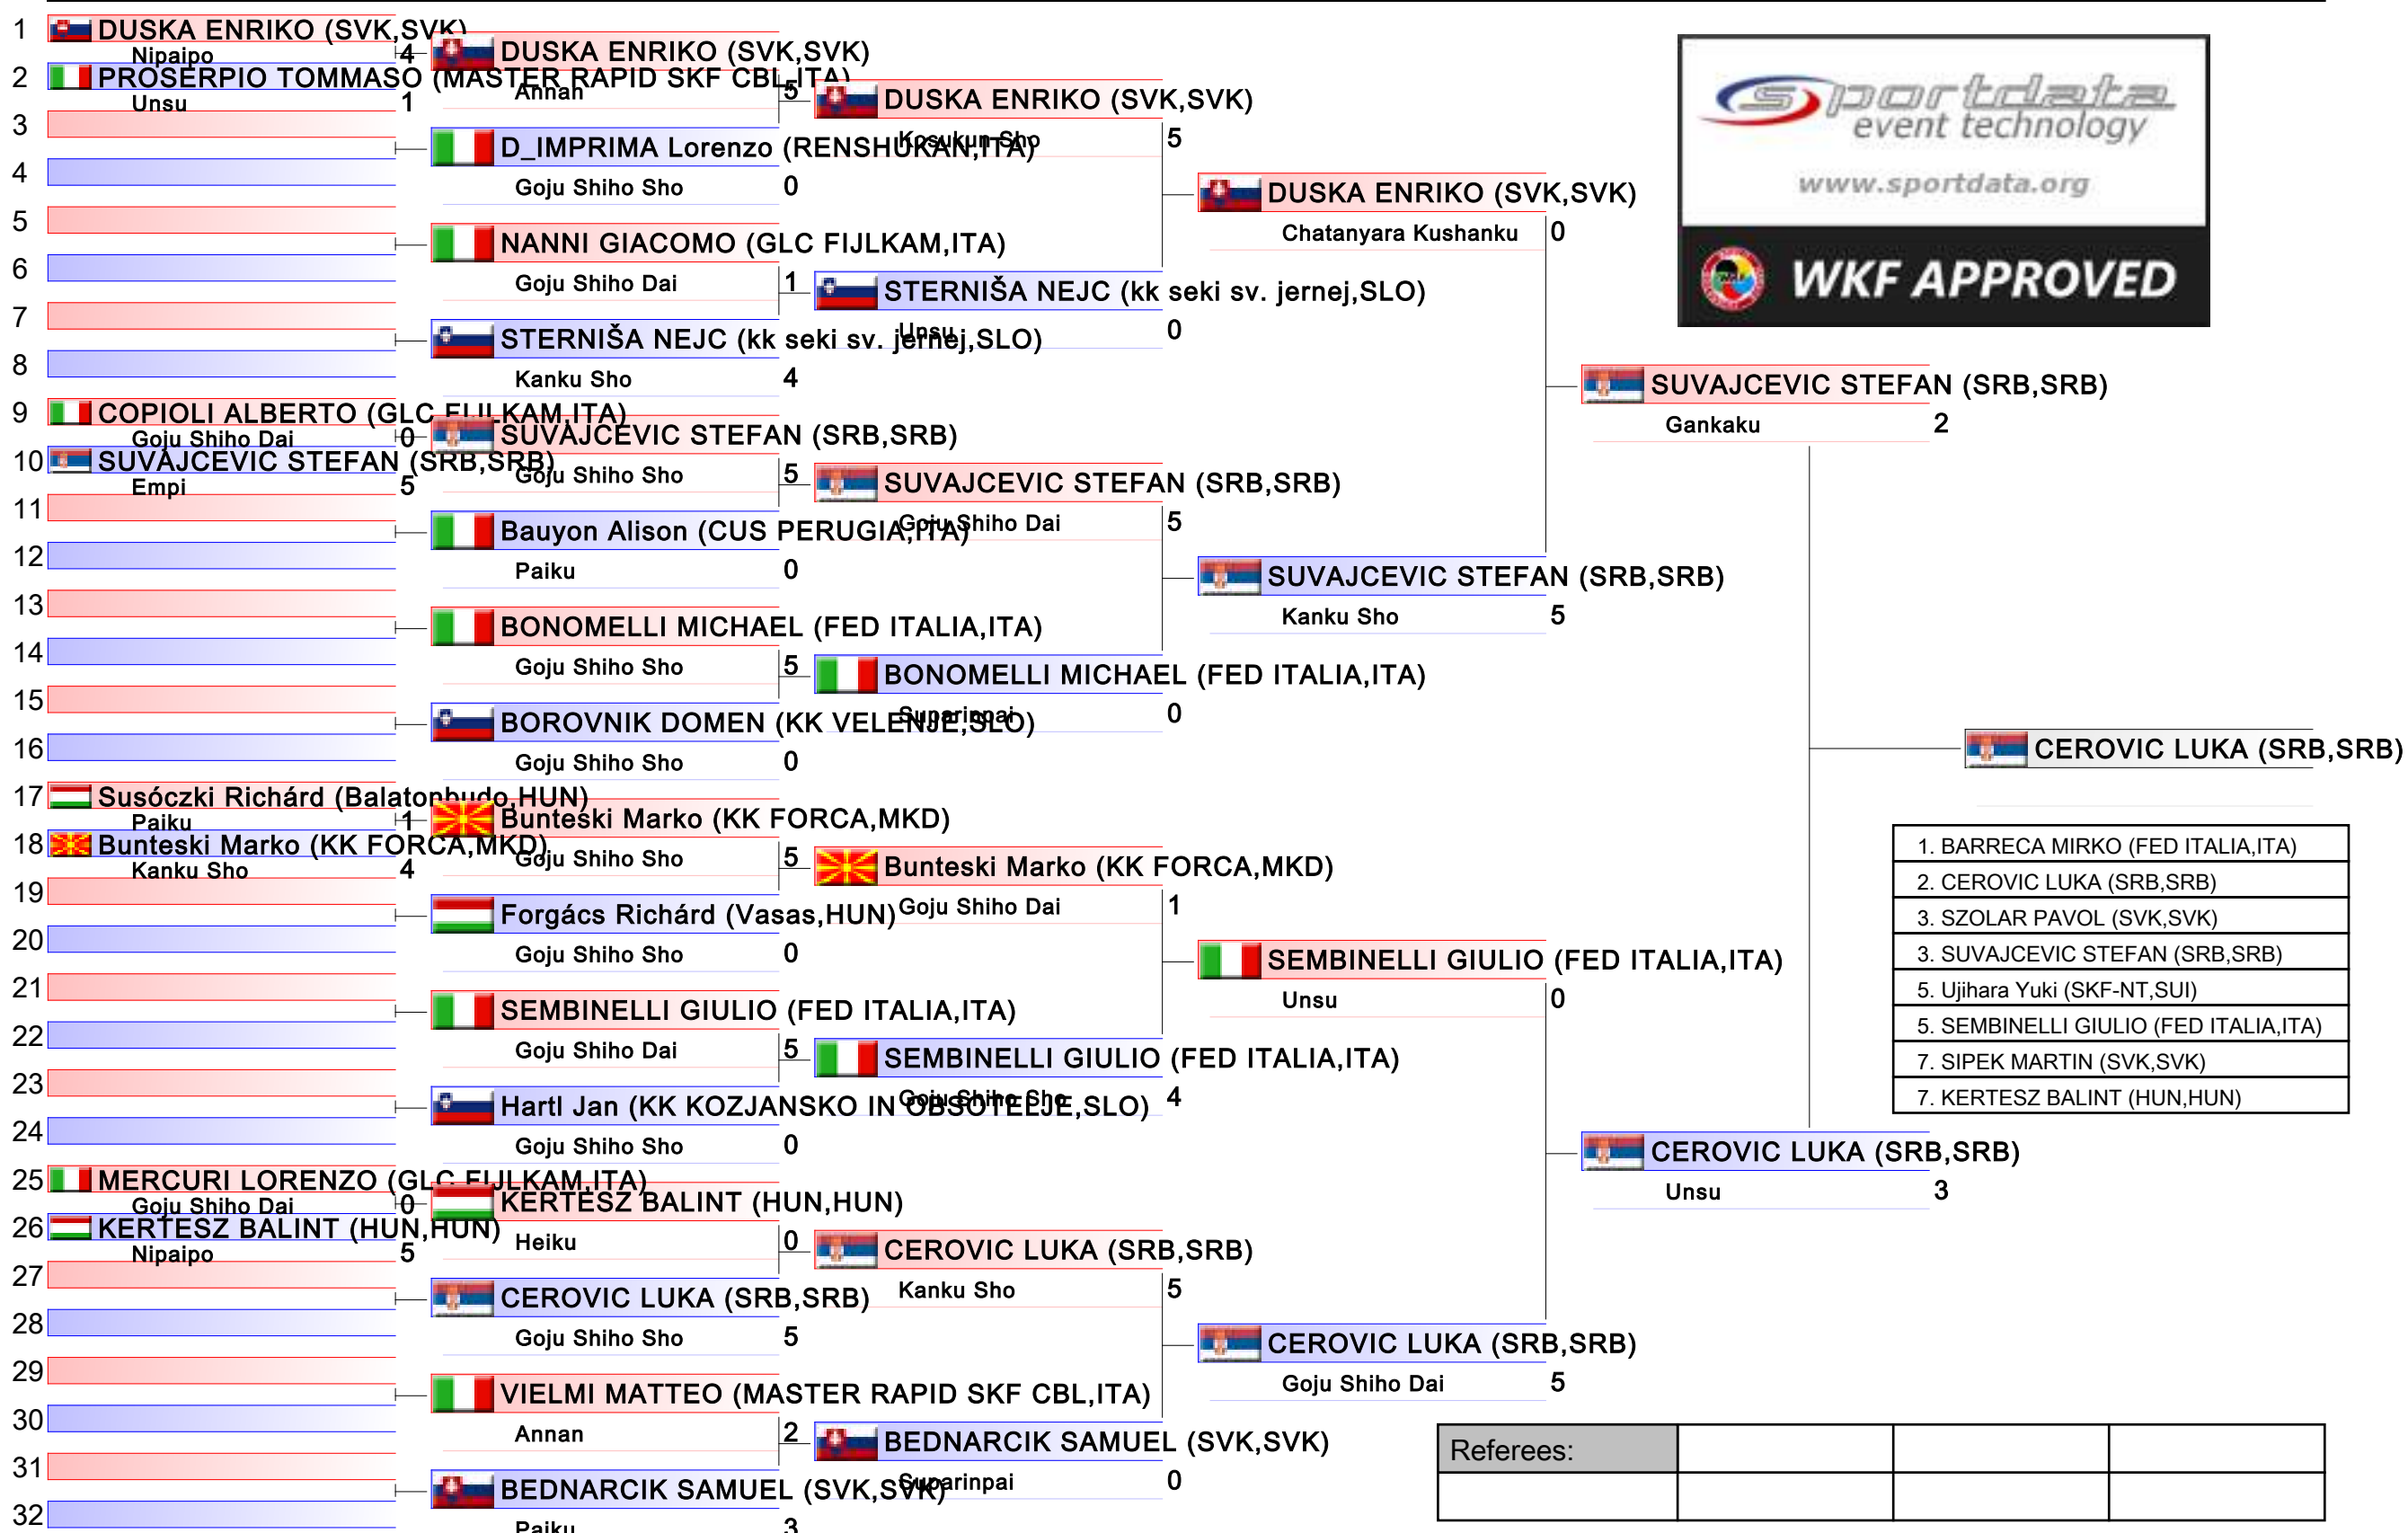 1 DUSKA ENRIKO (SVK,SVK)
Nipaipo 4
2 PROSERPIO TOMMASO (MASTER RAPID SKF CBL,ITA)
Unsu 1
3
4
5
6
7
8
9 COPIOLI ALBERTO (GLC FIJLKAM,ITA)
Goju Shiho Dai 0
10 SUVAJCEVIC STEFAN (SRB,SRB)
Empi 5
11
12
13
14
15
16
17 Susóczki Richárd (Balatonbudo,HUN)
Paiku 1
18 Bunteski Marko (KK FORCA,MKD)
Kanku Sho 4
19
20
21
22
23
24
25 MERCURI LORENZO (GLC FIJLKAM,ITA)
Goju Shiho Dai 0
26 KERTESZ BALINT (HUN,HUN)
Nipaipo 5
27
28
29
30
31
32
DUSKA ENRIKO (SVK,SVK)
Annan 5
D_IMPRIMA Lorenzo (RENSHUKAN,ITA)
Goju Shiho Sho 0
NANNI GIACOMO (GLC FIJLKAM,ITA)
Goju Shiho Dai 1
STERNIŠA NEJC (kk seki sv. jernej,SLO)
Kanku Sho 4
SUVAJCEVIC STEFAN (SRB,SRB)
Goju Shiho Sho 5
Bauyon Alison (CUS PERUGIA,ITA)
Paiku 0
BONOMELLI MICHAEL (FED ITALIA,ITA)
Goju Shiho Sho 5
BOROVNIK DOMEN (KK VELENJE,SLO)
Goju Shiho Sho 0
Bunteski Marko (KK FORCA,MKD)
Goju Shiho Sho 5
Forgács Richárd (Vasas,HUN)
Goju Shiho Sho 0
SEMBINELLI GIULIO (FED ITALIA,ITA)
Goju Shiho Dai 5
Hartl Jan (KK KOZJANSKO IN OBSOTELJE,SLO)
Goju Shiho Sho 0
KERTESZ BALINT (HUN,HUN)
Heiku 0
CEROVIC LUKA (SRB,SRB)
Goju Shiho Sho 5
VIELMI MATTEO (MASTER RAPID SKF CBL,ITA)
Annan 2
BEDNARCIK SAMUEL (SVK,SVK)
Paiku 3
DUSKA ENRIKO (SVK,SVK)
Kosukun Sho 5
STERNIŠA NEJC (kk seki sv. jernej,SLO)
Unsu 0
SUVAJCEVIC STEFAN (SRB,SRB)
Goju Shiho Dai 5
BONOMELLI MICHAEL (FED ITALIA,ITA)
Suparinpai 0
Bunteski Marko (KK FORCA,MKD)
Goju Shiho Dai 1
SEMBINELLI GIULIO (FED ITALIA,ITA)
Goju Shiho Sho 4
CEROVIC LUKA (SRB,SRB)
Kanku Sho 5
BEDNARCIK SAMUEL (SVK,SVK)
Suparinpai 0
DUSKA ENRIKO (SVK,SVK)
Chatanyara Kushanku 0
SUVAJCEVIC STEFAN (SRB,SRB)
Kanku Sho 5
SEMBINELLI GIULIO (FED ITALIA,ITA)
Unsu 0
CEROVIC LUKA (SRB,SRB)
Goju Shiho Dai 5
SUVAJCEVIC STEFAN (SRB,SRB)
Gankaku 2
CEROVIC LUKA (SRB,SRB)
Unsu 3
CEROVIC LUKA (SRB,SRB)
sportdata
event technology
www.sportdata.org
WKF APPROVED
1. BARRECA MIRKO (FED ITALIA,ITA)
2. CEROVIC LUKA (SRB,SRB)
3. SZOLAR PAVOL (SVK,SVK)
3. SUVAJCEVIC STEFAN (SRB,SRB)
5. Ujihara Yuki (SKF-NT,SUI)
5. SEMBINELLI GIULIO (FED ITALIA,ITA)
7. SIPEK MARTIN (SVK,SVK)
7. KERTESZ BALINT (HUN,HUN)
Referees: